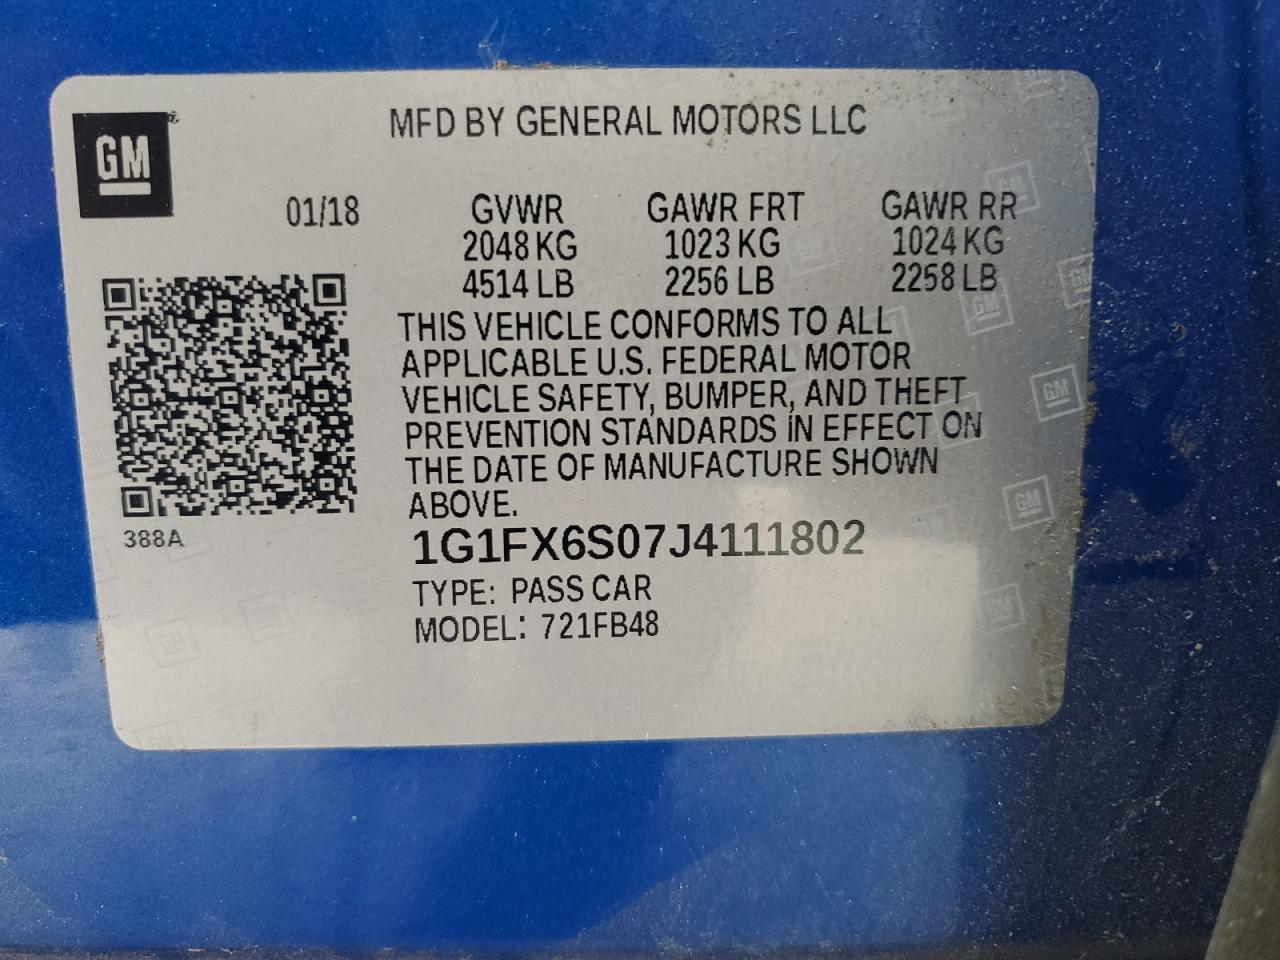 MFD BY GENERAL MOTORS LLC
GM
01/18 GVWR GAWR FRT GAWR RR
2048 KG 1023 KG 1024 KG
4514 LB 2256 LB 2258 LB
THIS VEHICLE CONFORMS TO ALL
APPLICABLE U.S. FEDERAL MOTOR
VEHICLE SAFETY, BUMPER, AND THEFT
PREVENTION STANDARDS IN EFFECT ON
THE DATE OF MANUFACTURE SHOWN
ABOVE.
388A
1G1FX6S07J4111802
TYPE: PASS CAR
MODEL: 721FB48